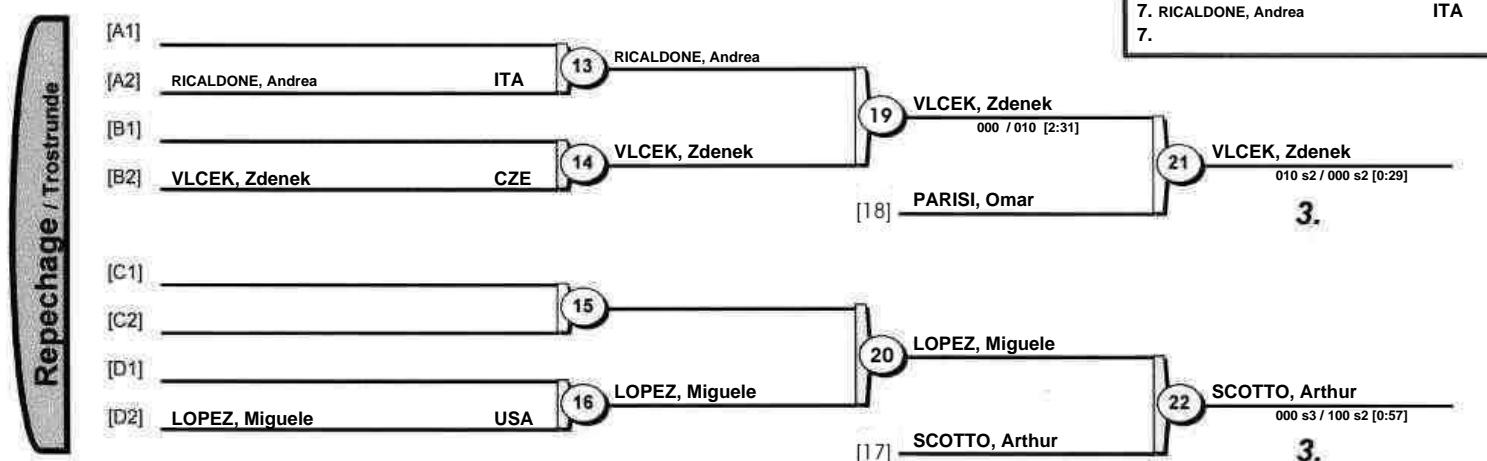 7. RICALDONE, Andrea ITA
7.
Repechage / Trostrunde
[A1]
[A2] RICALDONE, Andrea ITA
13
RICALDONE, Andrea
[B1]
[B2] VLCEK, Zdenek CZE
14
VLCEK, Zdenek
19
VLCEK, Zdenek
000 / 010 [2:31]
[18] PARISI, Omar
21
VLCEK, Zdenek
010 s2 / 000 s2 [0:29]
3.
[C1]
[C2]
15
[D1]
[D2] LOPEZ, Miguele USA
16
LOPEZ, Miguele
20
LOPEZ, Miguele
[17] SCOTTO, Arthur
22
SCOTTO, Arthur
000 s3 / 100 s2 [0:57]
3.